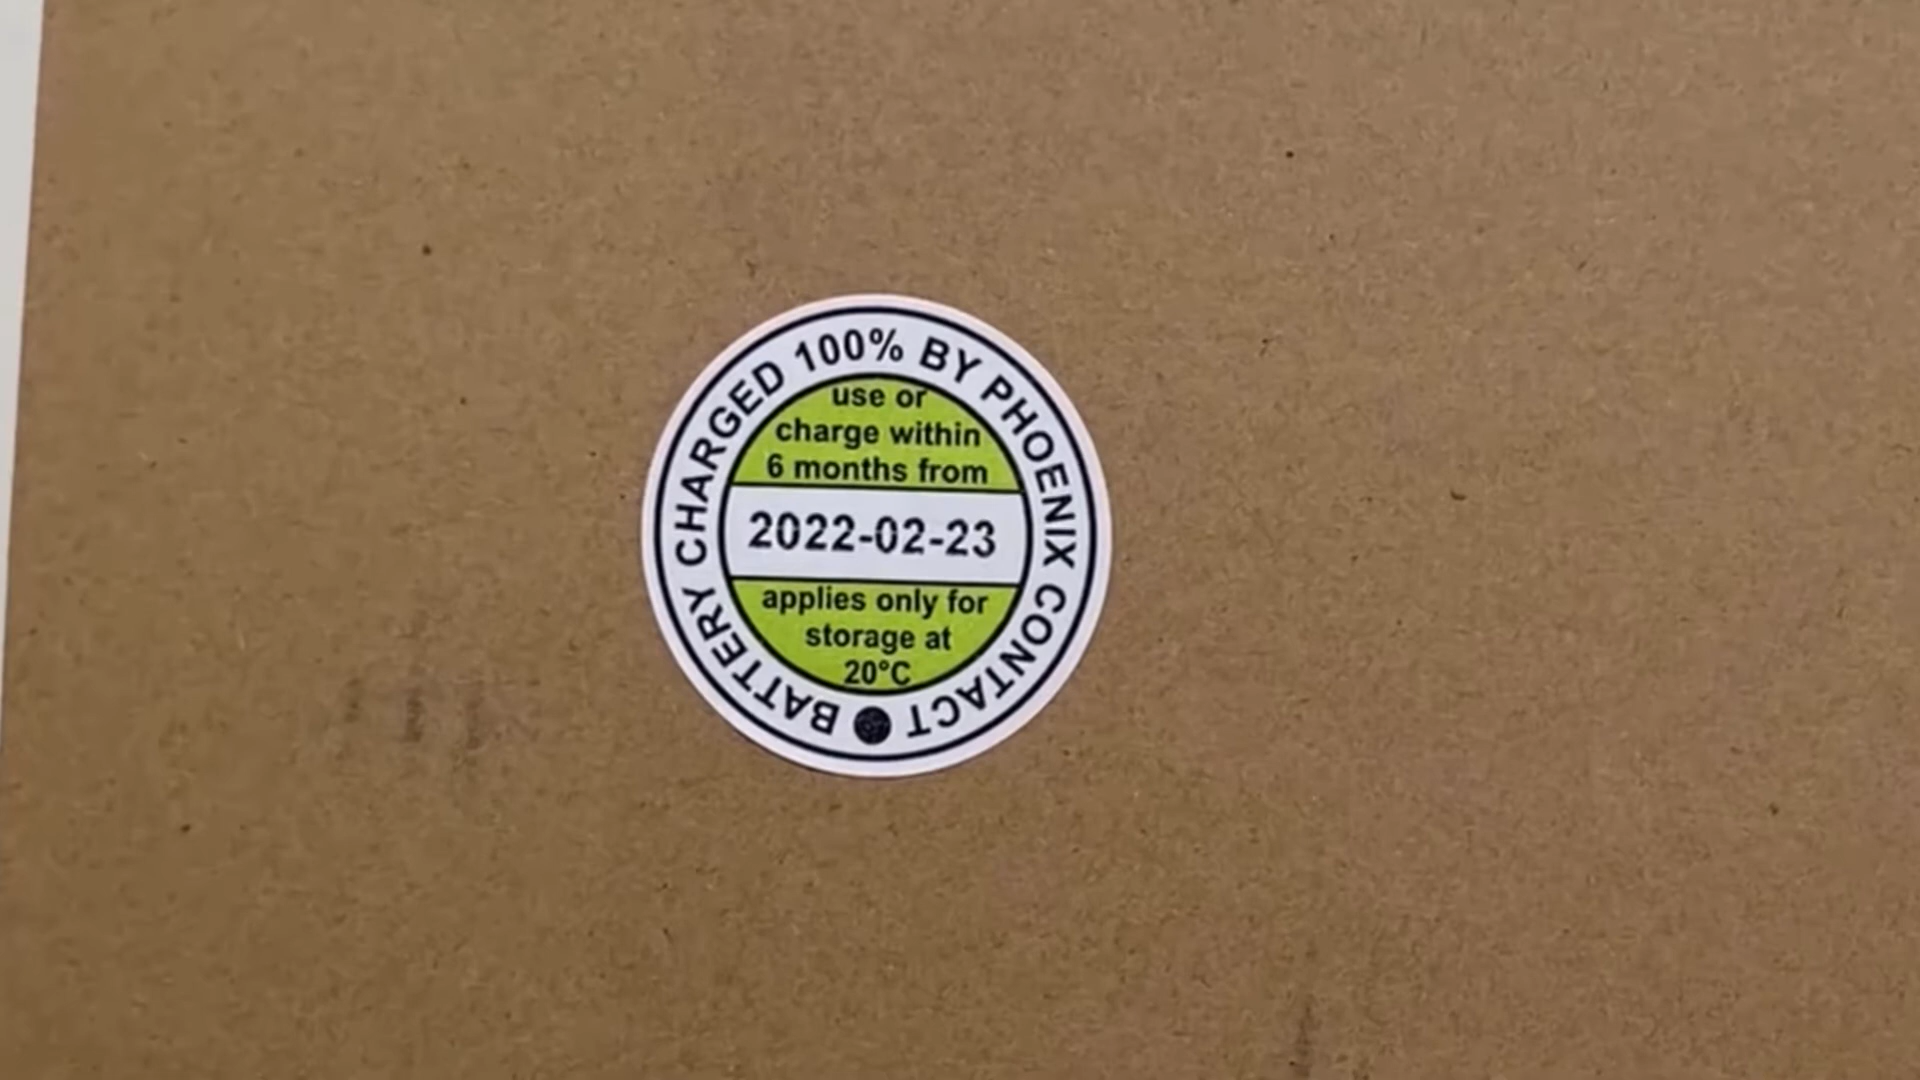 BATTERY CHARGED 100% BY PHOENIX CONTACT
use or
charge within
6 months from
2022-02-23
applies only for
storage at
20°C